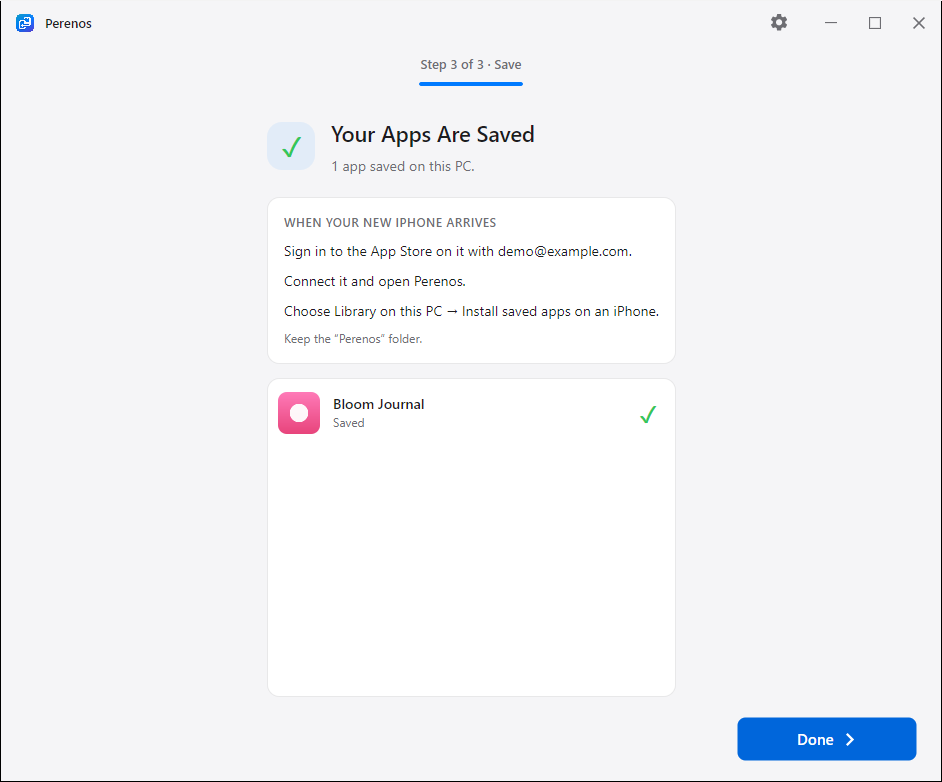 Perenos
Step 3 of 3 · Save
Your Apps Are Saved
1 app saved on this PC.
WHEN YOUR NEW IPHONE ARRIVES
Sign in to the App Store on it with demo@example.com.
Connect it and open Perenos.
Choose Library on this PC → Install saved apps on an iPhone.
Keep the “Perenos” folder.
Bloom Journal
Saved
Done